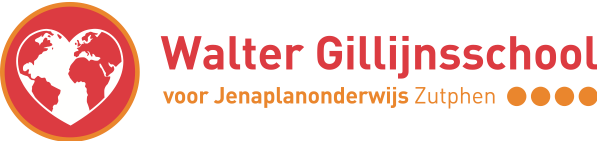 Walter Gillijnsschool
voor Jenaplanonderwijs Zutphen